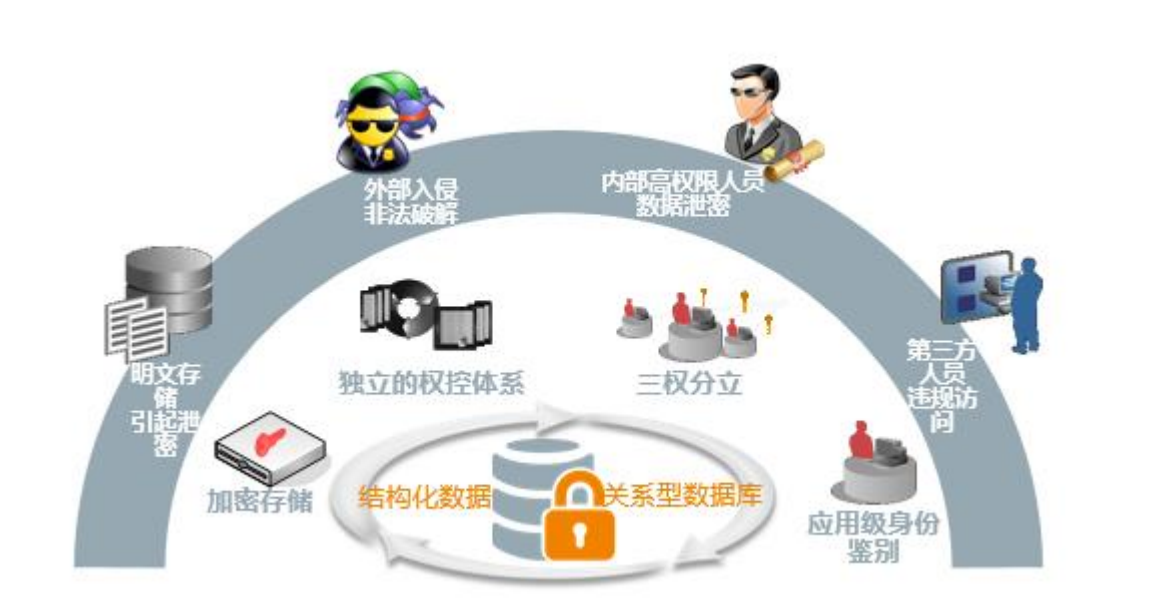 外部入侵
非法破解
内部高权限人员
数据泄密
明文存
储
引起泄
密
第三方
人员
违规访
问
独立的权控体系
三权分立
加密存储
应用级身份
鉴别
结构化数据
关系型数据库